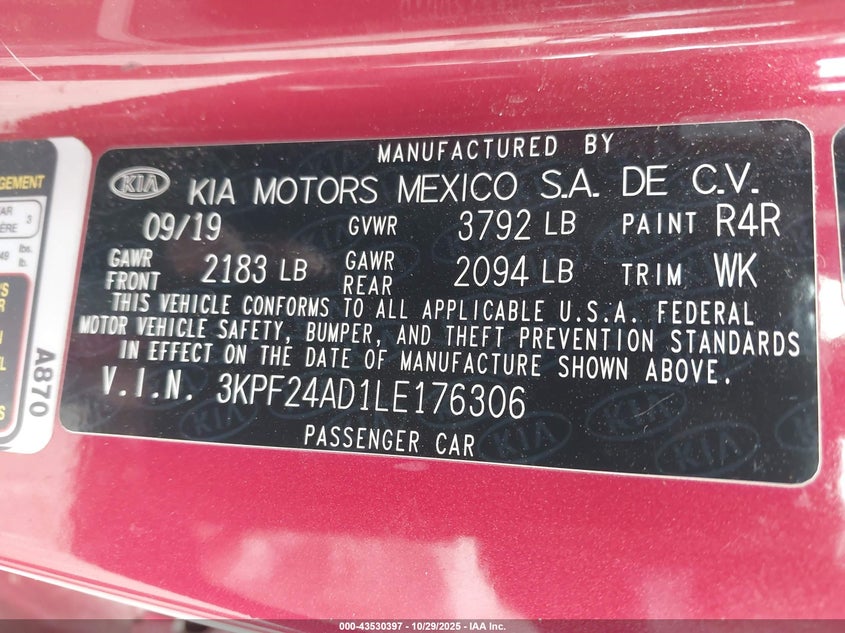 MANUFACTURED BY
KIA KIA MOTORS MEXICO S.A. DE C.V.
09/19 GVWR 3792 LB PAINT R4R
GAWR FRONT 2183 LB GAWR REAR 2094 LB TRIM WK
THIS VEHICLE CONFORMS TO ALL APPLICABLE U.S.A. FEDERAL
MOTOR VEHICLE SAFETY, BUMPER, AND THEFT PREVENTION STANDARDS
IN EFFECT ON THE DATE OF MANUFACTURE SHOWN ABOVE.
V.I.N. 3KPF24AD1LE176306
PASSENGER CAR
A870
000-43530397 - 10/29/2025 - IAA Inc.